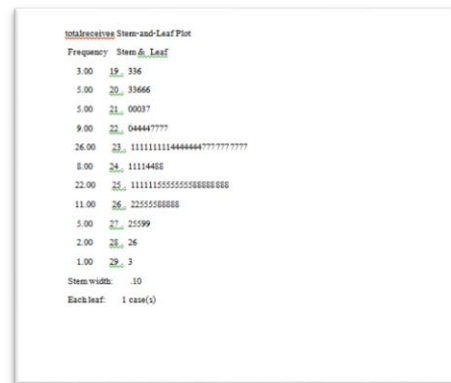 totalreceivee Stem-and-Leaf Plot
Frequency Stem & Leaf
3.00 19 . 336
5.00 20 . 33666
5.00 21 . 00037
9.00 22 . 044447777
26.00 23 . 11111111144444447777777777
8.00 24 . 11114488
22.00 25 . 1111115555555588888888
11.00 26 . 22555588888
5.00 27 . 25599
2.00 28 . 26
1.00 29 . 3
Stem width: .10
Each leaf: 1 case(s)